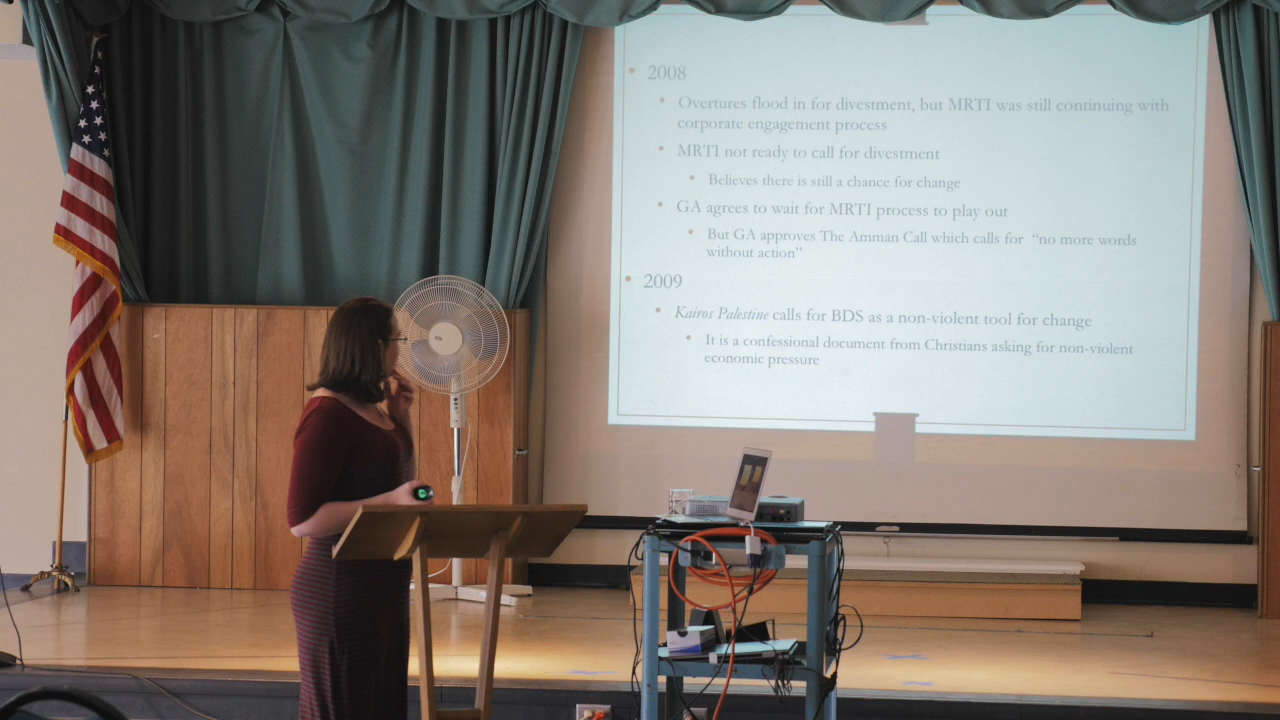 • 2008
• Overtures flood in for divestment, but MRTI was still continuing with
corporate engagement process
• MRTI not ready to call for divestment
• Believes there is still a chance for change
• GA agrees to wait for MRTI process to play out
• But GA approves The Amman Call which calls for “no more words
without action”
• 2009
• Kairos Palestine calls for BDS as a non-violent tool for change
• It is a confessional document from Christians asking for non-violent
economic pressure